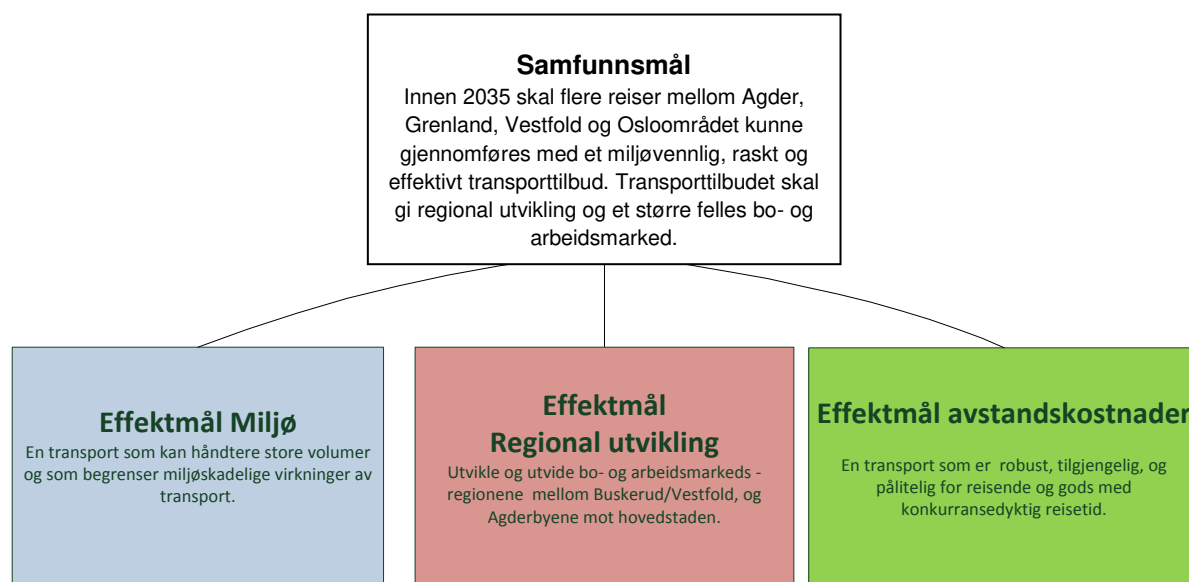 Samfunnsmål
Innen 2035 skal flere reiser mellom Agder,
Grenland, Vestfold og Osloområdet kunne
gjennomføres med et miljøvennlig, raskt og
effektivt transporttilbud. Transporttilbudet skal
gi regional utvikling og et større felles bo- og
arbeidsmarked.
Effektmål Miljø
En transport som kan håndtere store volumer
og som begrenser miljøskadelige virkninger av
transport.
Effektmål
Regional utvikling
Utvikle og utvide bo- og arbeidsmarkeds -
regionene mellom Buskerud/Vestfold, og
Agderbyene mot hovedstaden.
Effektmål avstandskostnader
En transport som er robust, tilgjengelig, og
pålitelig for reisende og gods med
konkurransedyktig reisetid.